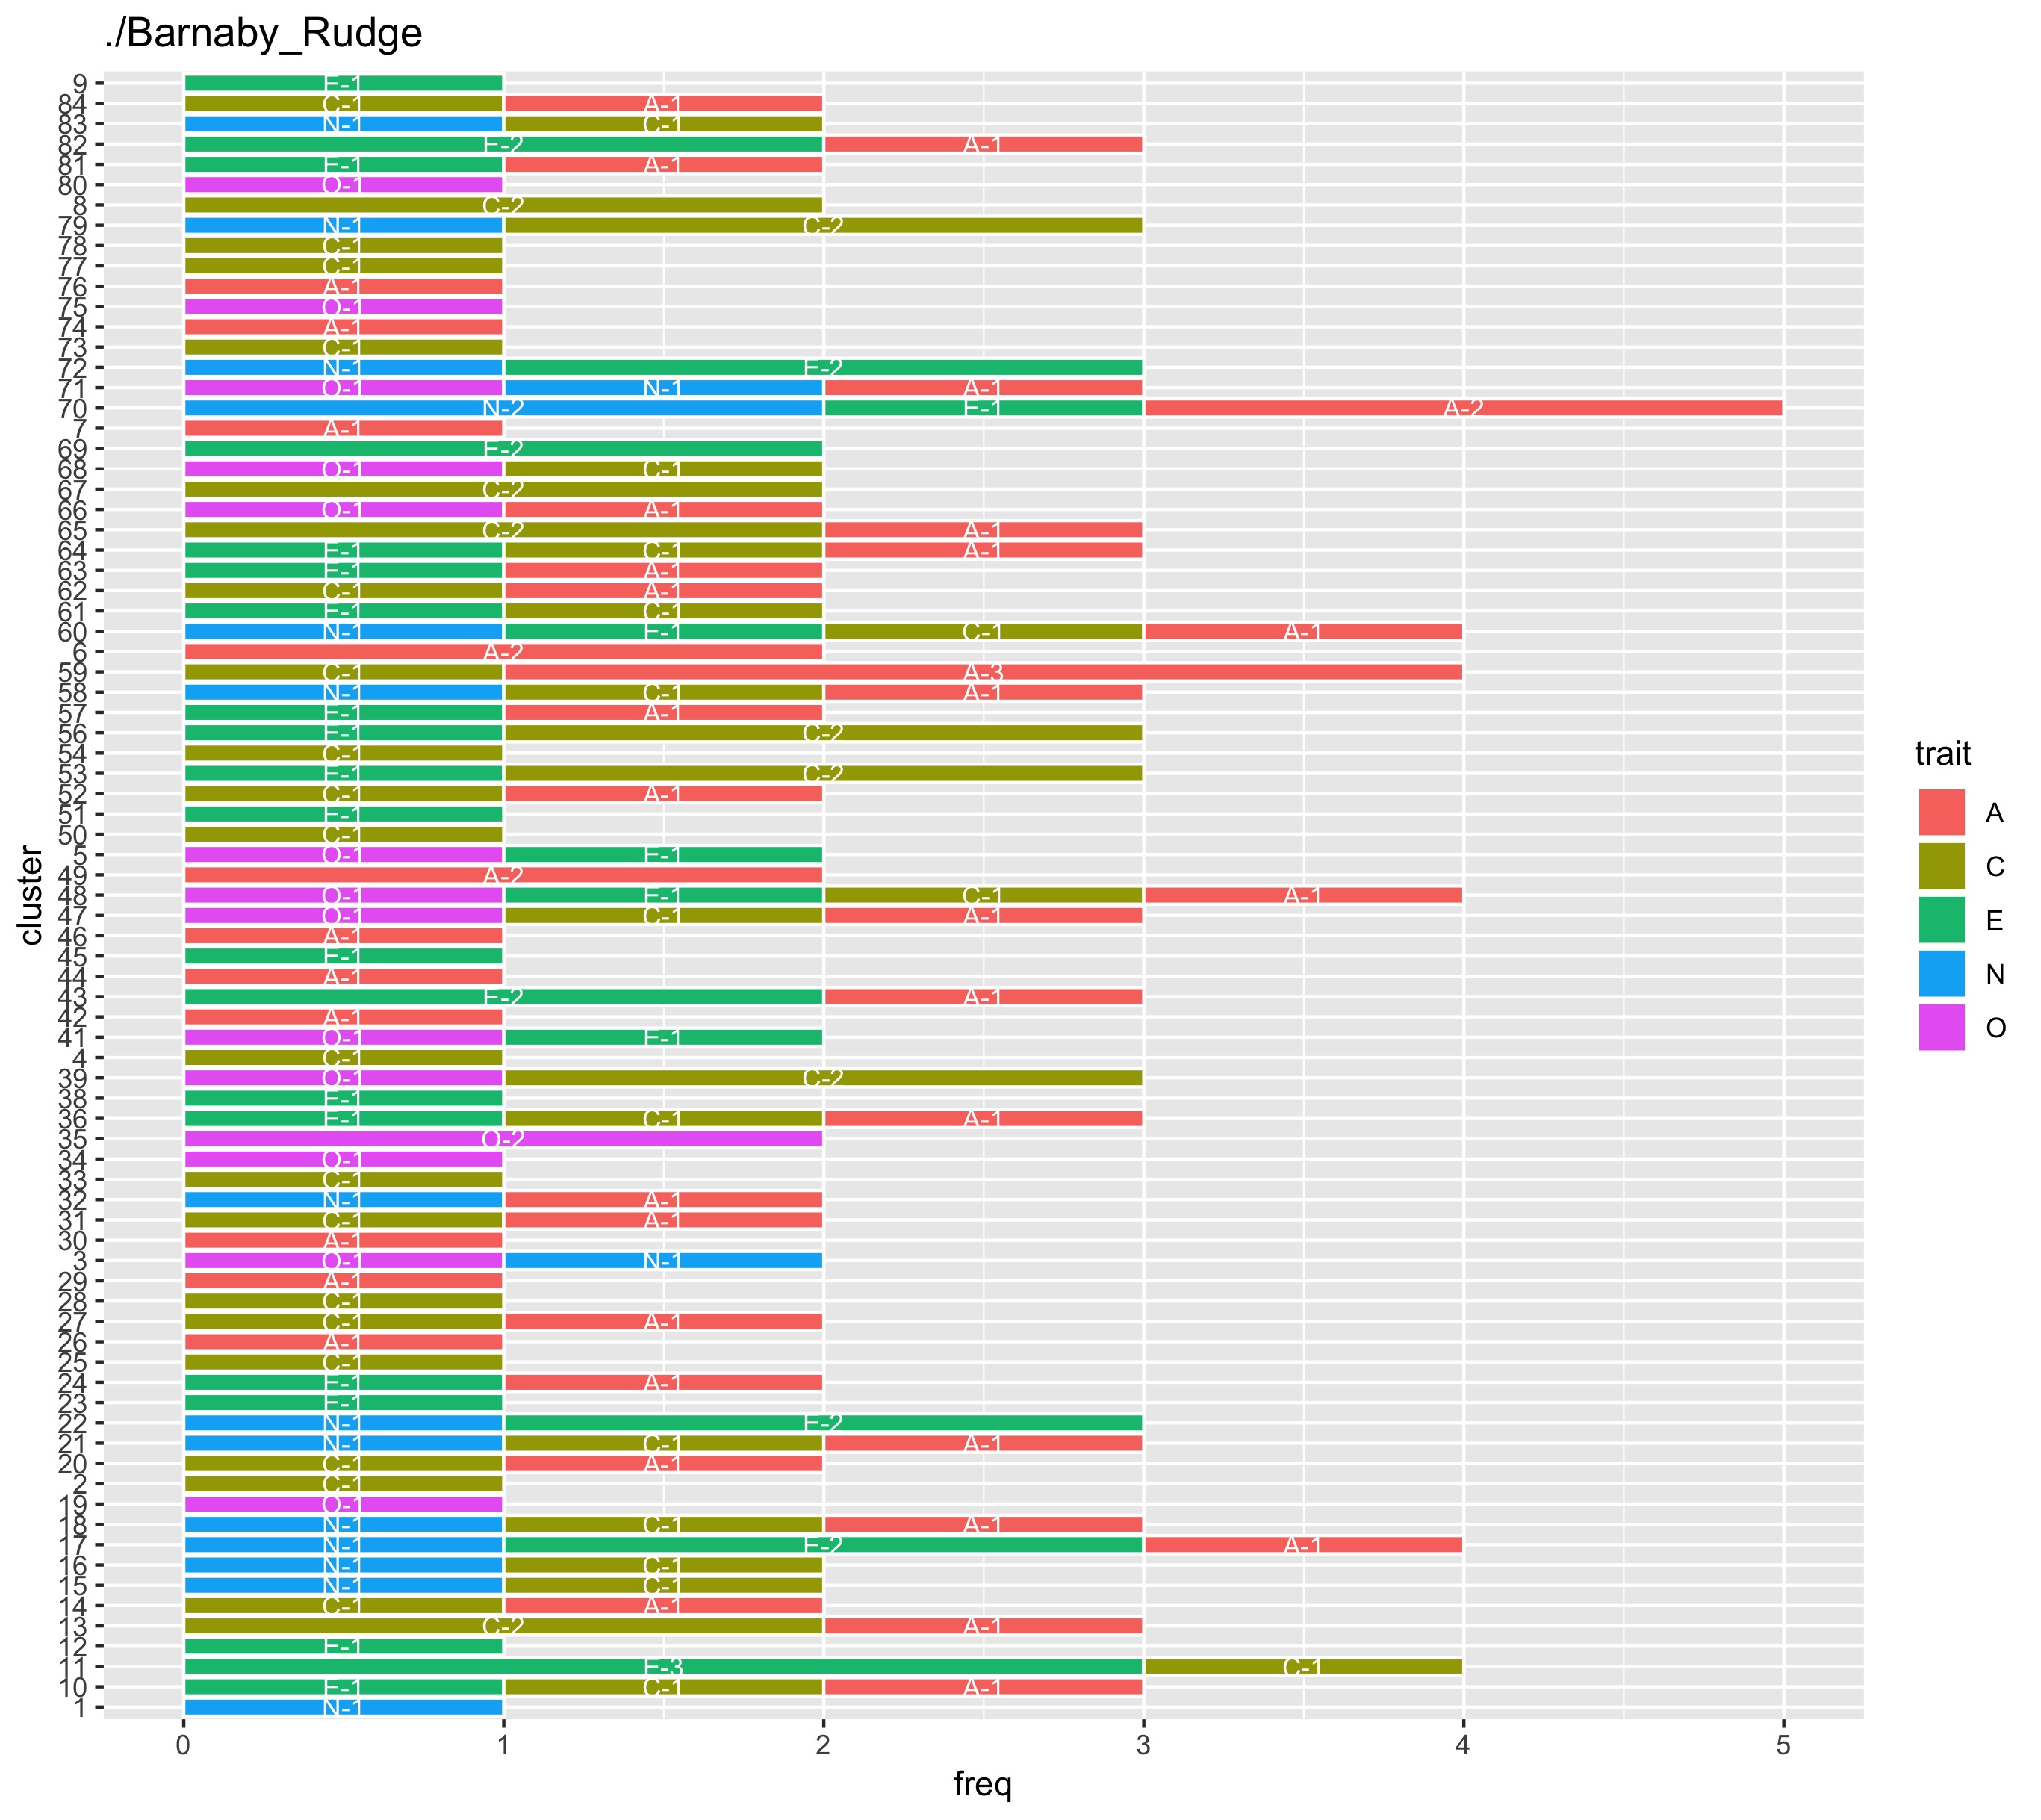 ./Barnaby_Rudge
9 E-1
84 C-1 A-1
83 N-1 C-1
82 E-2 A-1
81 E-1 A-1
80 O-1
8 C-2
79 N-1 C-2
78 C-1
77 C-1
76 A-1
75 O-1
74 A-1
73 C-1
72 N-1 E-2
71 O-1 N-1 A-1
70 N-2 E-1 A-2
7 A-1
69 E-2
68 O-1 C-1
67 C-2
66 O-1 A-1
65 C-2 A-1
64 E-1 C-1 A-1
63 E-1 A-1
62 C-1 A-1
61 E-1 C-1
60 N-1 E-1 C-1 A-1
6 A-2
59 C-1 A-3
58 N-1 C-1 A-1
57 E-1 A-1
56 E-1 C-2
54 C-1
53 E-1 C-2
52 C-1 A-1
51 E-1
50 C-1
5 O-1 E-1
49 A-2
48 O-1 E-1 C-1 A-1
47 O-1 C-1 A-1
46 A-1
45 E-1
44 A-1
43 E-2 A-1
42 A-1
41 O-1 E-1
4 C-1
39 O-1 C-2
38 E-1
36 E-1 C-1 A-1
35 O-2
34 O-1
33 C-1
32 N-1 A-1
31 C-1 A-1
30 A-1
3 O-1 N-1
29 A-1
28 C-1
27 C-1 A-1
26 A-1
25 C-1
24 E-1 A-1
23 E-1
22 N-1 E-2
21 N-1 C-1 A-1
20 C-1 A-1
2 C-1
19 O-1
18 N-1 C-1 A-1
17 N-1 E-2 A-1
16 N-1 C-1
15 N-1 C-1
14 C-1 A-1
13 C-2 A-1
12 E-1
11 E-3 C-1
10 E-1 C-1 A-1
1 N-1
0 1 2 3 4 5
freq
cluster
trait
A
C
E
N
O